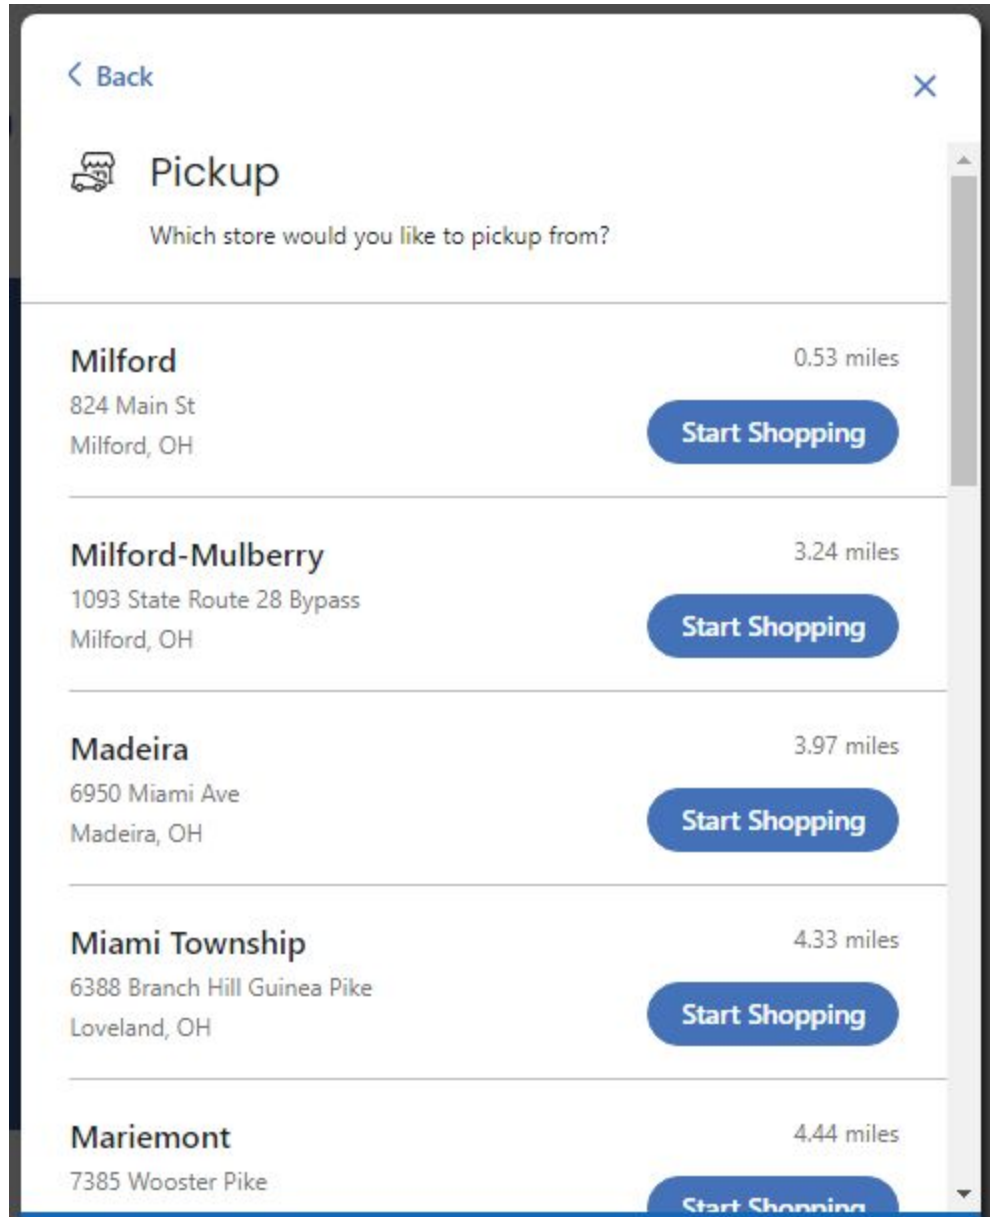 Back
Pickup
Which store would you like to pickup from?
Milford
0.53 miles
824 Main St
Milford, OH
Start Shopping
Milford-Mulberry
3.24 miles
1093 State Route 28 Bypass
Milford, OH
Start Shopping
Madeira
3.97 miles
6950 Miami Ave
Madeira, OH
Start Shopping
Miami Township
4.33 miles
6388 Branch Hill Guinea Pike
Loveland, OH
Start Shopping
Mariemont
4.44 miles
7385 Wooster Pike
Start Shopping